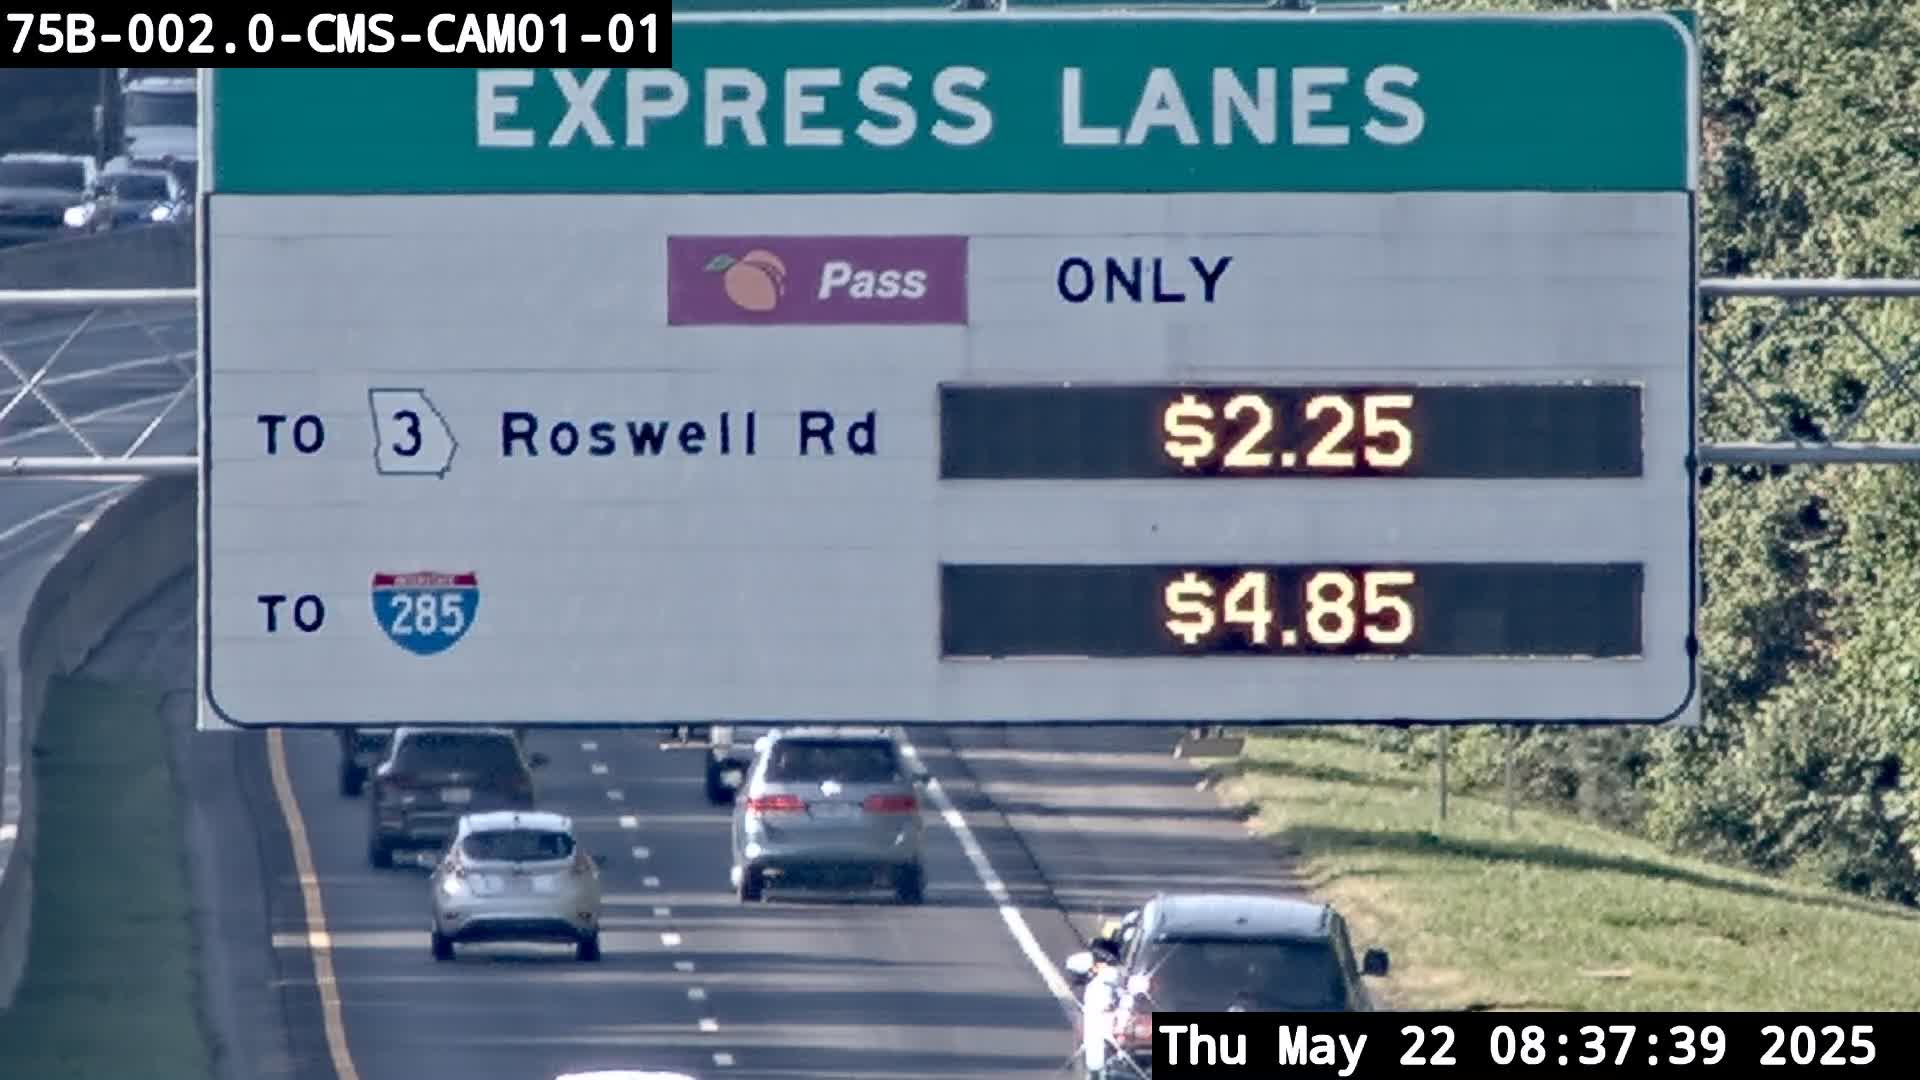 75B-002.0-CMS-CAM01-01
EXPRESS LANES
Pass ONLY
TO 3 Roswell Rd $2.25
INTERSTATE
TO 285 $4.85
Thu May 22 08:37:39 2025